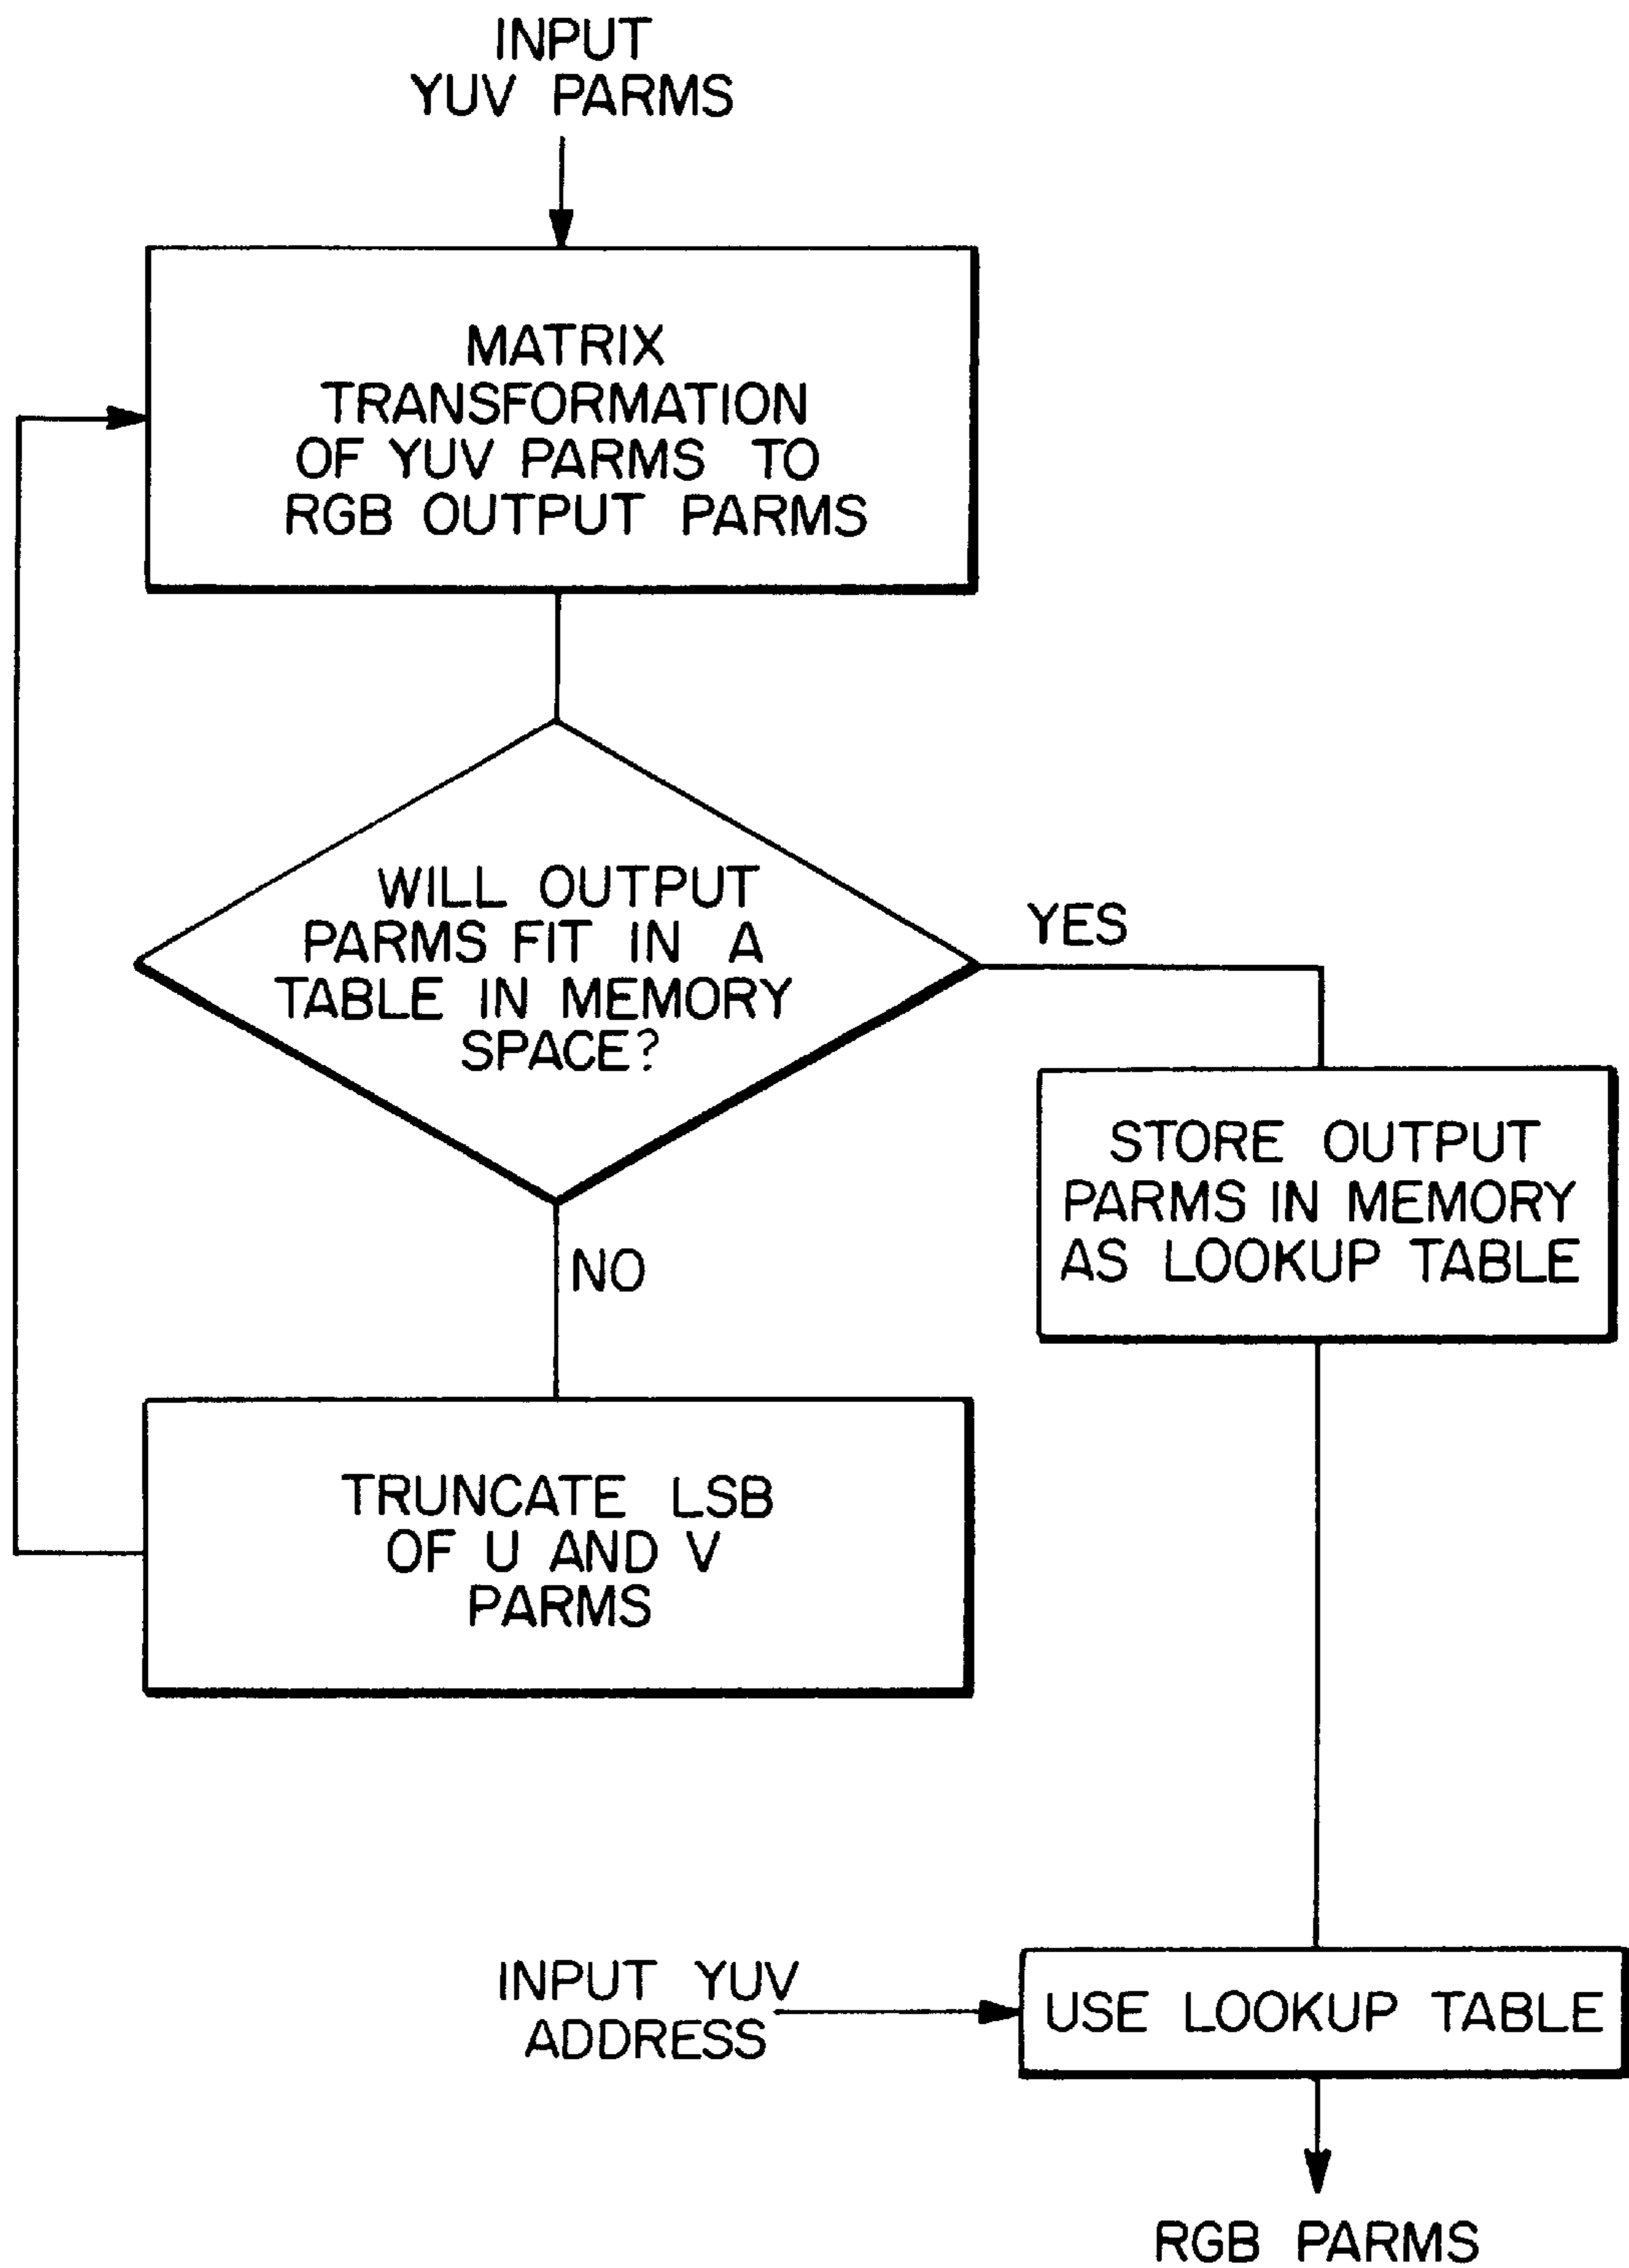 INPUT
YUV PARMS
MATRIX
TRANSFORMATION
OF YUV PARMS TO
RGB OUTPUT PARMS
WILL OUTPUT
PARMS FIT IN A
TABLE IN MEMORY
SPACE?
YES
NO
STORE OUTPUT
PARMS IN MEMORY
AS LOOKUP TABLE
TRUNCATE LSB
OF U AND V
PARMS
INPUT YUV
ADDRESS
USE LOOKUP TABLE
RGB PARMS